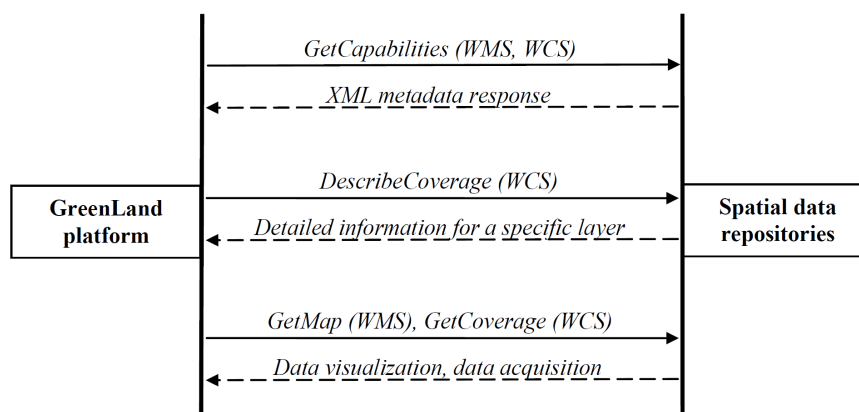 GetCapabilities (WMS, WCS)
XML metadata response
GreenLand
platform
DescribeCoverage (WCS)
Detailed information for a specific layer
Spatial data
repositories
GetMap (WMS), GetCoverage (WCS)
Data visualization, data acquisition